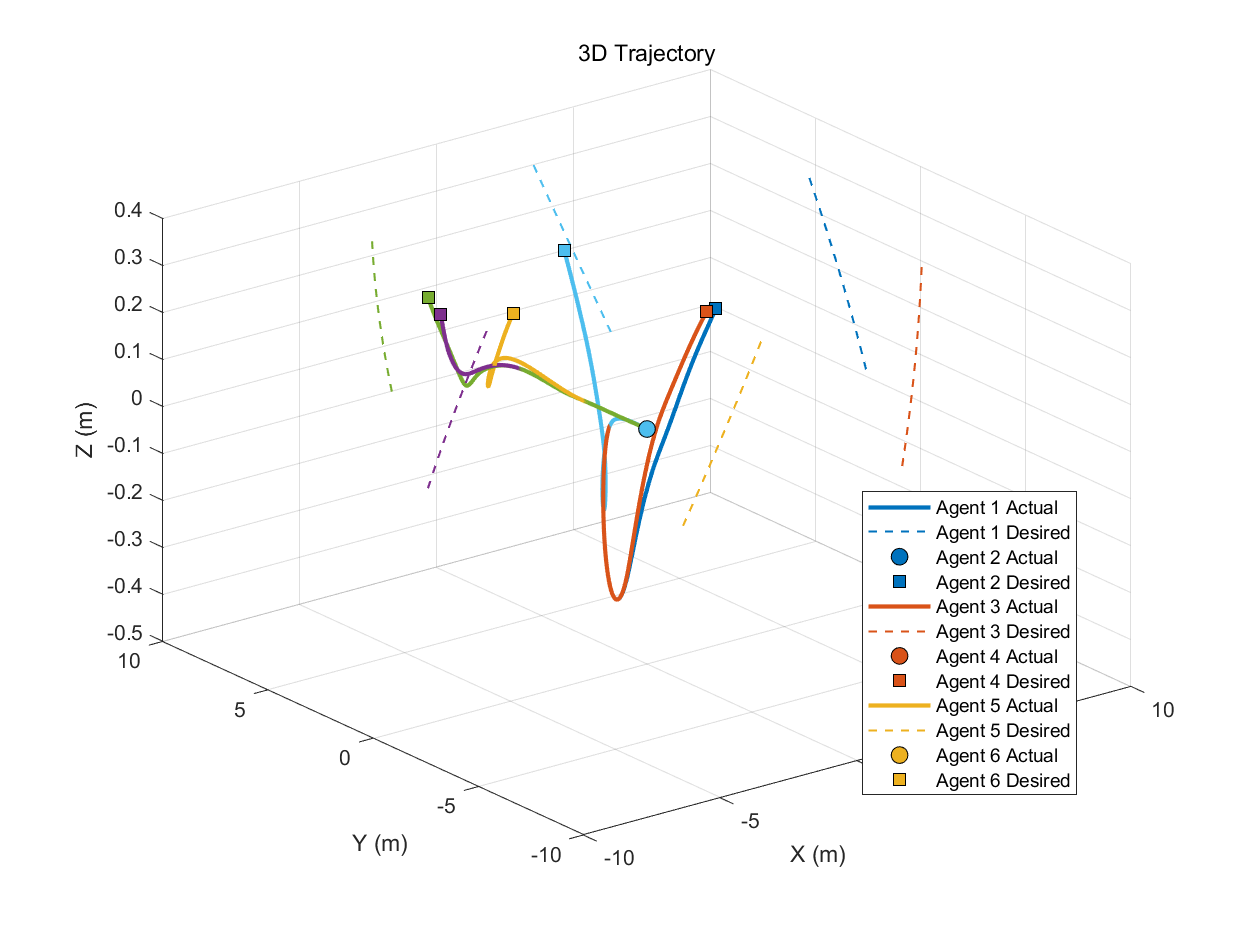 3D Trajectory
0.4
0.3
0.2
0.1
0
-0.1
-0.2
-0.3
-0.4
-0.5
Z (m)
10
5
0
-5
-10
Y (m)
-10
-5
10
X (m)
Agent 1 Actual
Agent 1 Desired
Agent 2 Actual
Agent 2 Desired
Agent 3 Actual
Agent 3 Desired
Agent 4 Actual
Agent 4 Desired
Agent 5 Actual
Agent 5 Desired
Agent 6 Actual
Agent 6 Desired